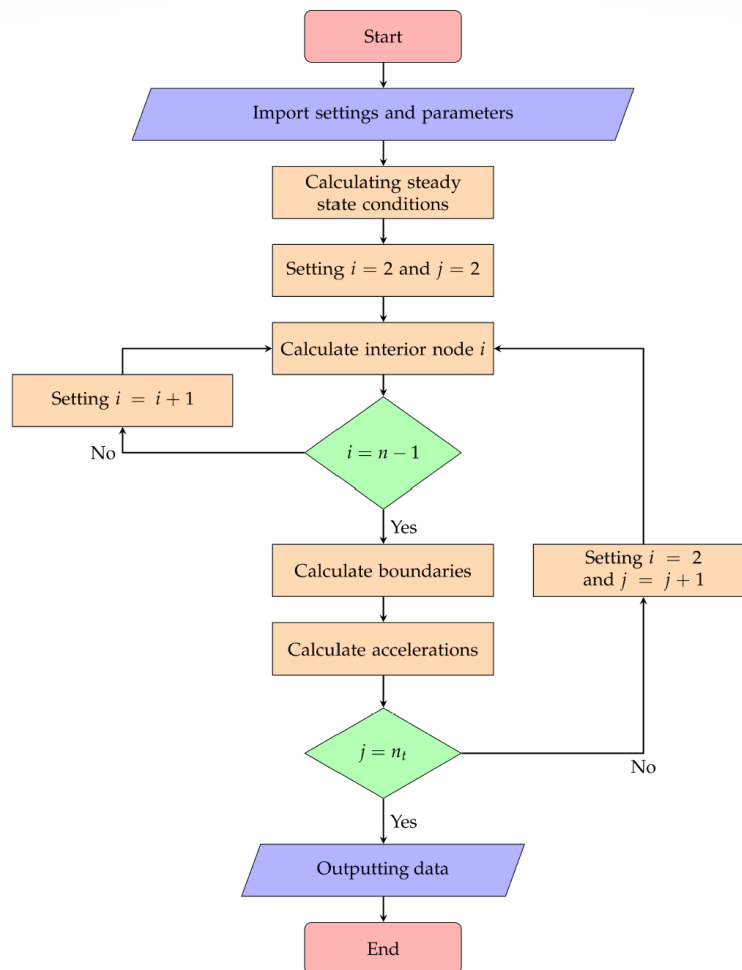 Start
Import settings and parameters
Calculating steady
state conditions
Setting i = 2 and j = 2
Calculate interior node i
Setting i = i + 1
i = n − 1
No
Yes
Calculate boundaries
Setting i = 2
and j = j + 1
Calculate accelerations
j = nₜ
No
Yes
Outputting data
End